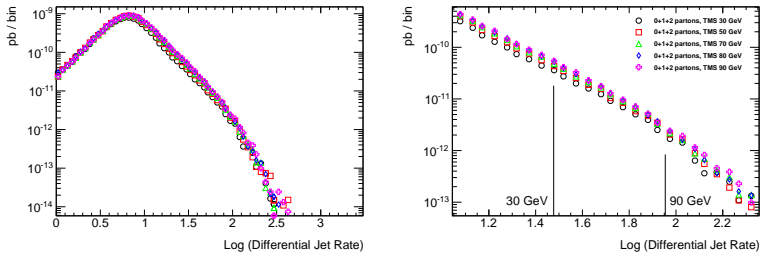 pb / bin
10⁻⁹
10⁻¹⁰
10⁻¹¹
10⁻¹²
10⁻¹³
10⁻¹⁴
0 0.5 1 1.5 2 2.5 3
Log (Differential Jet Rate)
pb / bin
10⁻¹⁰
10⁻¹¹
10⁻¹²
10⁻¹³
0+1+2 partons, TMS 30 GeV
0+1+2 partons, TMS 50 GeV
0+1+2 partons, TMS 70 GeV
0+1+2 partons, TMS 80 GeV
0+1+2 partons, TMS 90 GeV
30 GeV
90 GeV
1.2 1.4 1.6 1.8 2 2.2
Log (Differential Jet Rate)